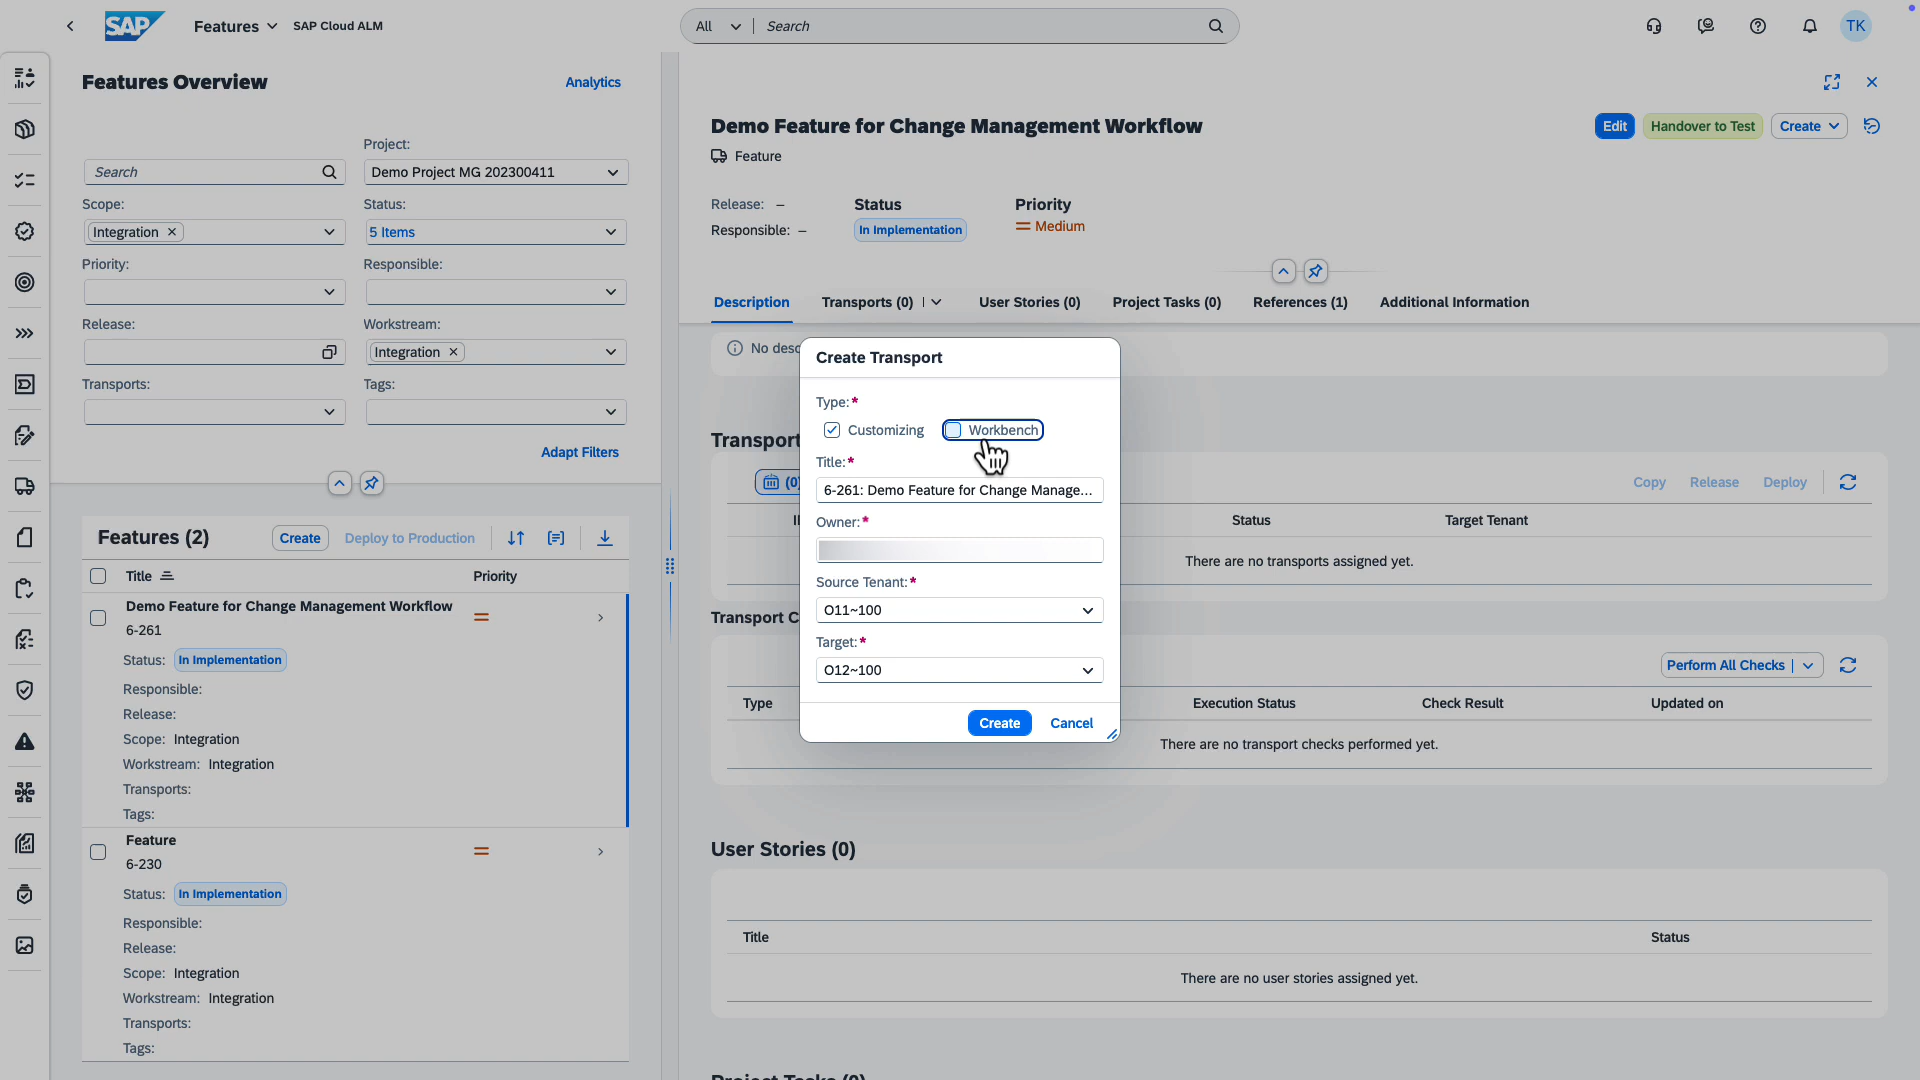 SAP
Features
SAP Cloud ALM
All
Search
TK
Features Overview
Analytics
Project:
Search
Demo Project MG 202300411
Scope:
Status:
Integration
5 Items
Priority:
Responsible:
Release:
Workstream:
Integration
Transports:
Tags:
Adapt Filters
Features (2)
Create
Deploy to Production
Title
Priority
Demo Feature for Change Management Workflow
6-261
Status: In Implementation
Responsible:
Release:
Scope: Integration
Workstream: Integration
Transports:
Tags:
Feature
6-230
Status: In Implementation
Responsible:
Release:
Scope: Integration
Workstream: Integration
Transports:
Tags:
Demo Feature for Change Management Workflow
Edit
Handover to Test
Create
Feature
Release: –
Status
Priority
Responsible: –
In Implementation
Medium
Description
Transports (0)
User Stories (0)
Project Tasks (0)
References (1)
Additional Information
No desc
Create Transport
Type:*
Customizing
Workbench
Title:*
6-261: Demo Feature for Change Manage...
Owner:*
Source Tenant:*
O11~100
Target:*
O12~100
Create
Cancel
Transport
(0)
Copy
Release
Deploy
Status
Target Tenant
There are no transports assigned yet.
Transport C
Perform All Checks
Type
Execution Status
Check Result
Updated on
There are no transport checks performed yet.
User Stories (0)
Title
Status
There are no user stories assigned yet.
Project Tasks (0)